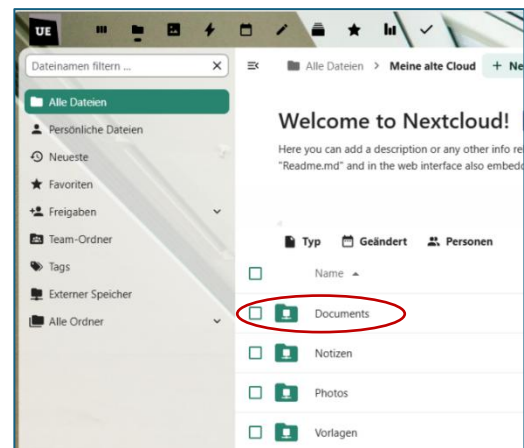 UE
Dateinamen filtern ...
Alle Dateien > Meine alte Cloud + Ne
Alle Dateien
Persönliche Dateien
Neueste
Favoriten
Freigaben
Team-Ordner
Tags
Externer Speicher
Alle Ordner
Welcome to Nextcloud!
Here you can add a description or any other info re
"Readme.md" and in the web interface also embedd
Typ Geändert Personen
Name
Documents
Notizen
Photos
Vorlagen